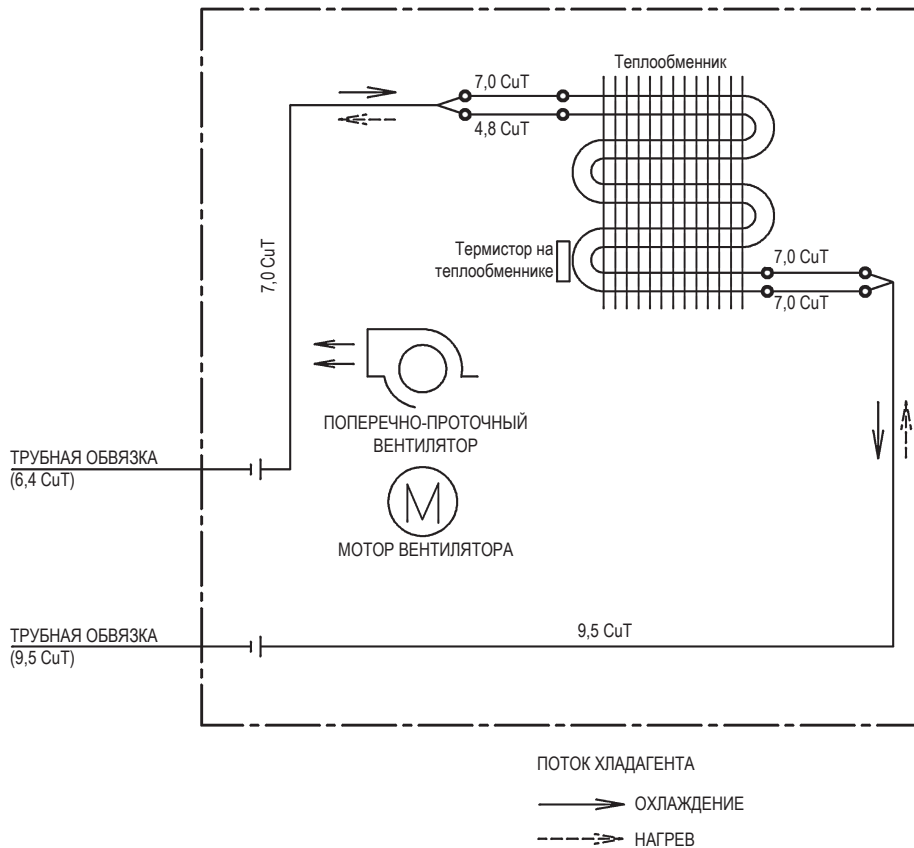 Теплообменник
7,0 CuT
4,8 CuT
7,0 CuT
Термистор на
теплообменнике
7,0 CuT
7,0 CuT
ПОПЕРЕЧНО-ПРОТОЧНЫЙ
ВЕНТИЛЯТОР
ТРУБНАЯ ОБВЯЗКА
(6,4 CuT)
M
МОТОР ВЕНТИЛЯТОРА
ТРУБНАЯ ОБВЯЗКА
(9,5 CuT)
9,5 CuT
ПОТОК ХЛАДАГЕНТА
ОХЛАЖДЕНИЕ
НАГРЕВ